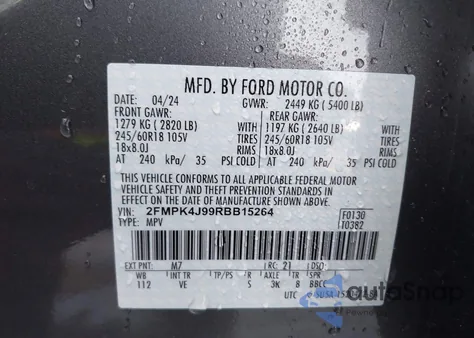 MFD. BY FORD MOTOR CO.
DATE: 04/24 GVWR: 2449 KG (5400 LB)
FRONT GAWR: REAR GAWR:
1279 KG (2820 LB) 1197 KG (2640 LB)
245/60R18 105V TIRES 245/60R18 105V TIRES
18x8.0J RIMS 18x8.0J RIMS
AT 240 kPa/ 35 PSI COLD AT 240 kPa/ 35 PSI COLD
THIS VEHICLE CONFORMS TO ALL APPLICABLE FEDERAL MOTOR
VEHICLE SAFETY AND THEFT PREVENTION STANDARDS IN
EFFECT ON THE DATE OF MANUFACTURE SHOWN ABOVE.
VIN: 2FMPK4J99RBB15264 F0130
TYPE: MPV T0382
EXT PNT: M7 RC: 21 DSO:
WB INT TR TP/PS R AXLE TR SPR
112 VE S 3K 8 BBCC
UTC
autoSnap